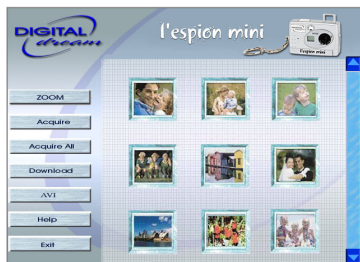 DIGITAL
dream
l'espion mini
l'espion mini
ZOOM
Acquire
Acquire All
Download
AVI
Help
Exit